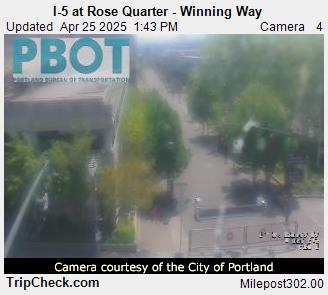 I-5 at Rose Quarter - Winning Way
Updated Apr 25 2025 1:43 PM Camera 4
PBOT
PORTLAND BUREAU OF TRANSPORTATION
Camera courtesy of the City of Portland
TripCheck.com Milepost302.00